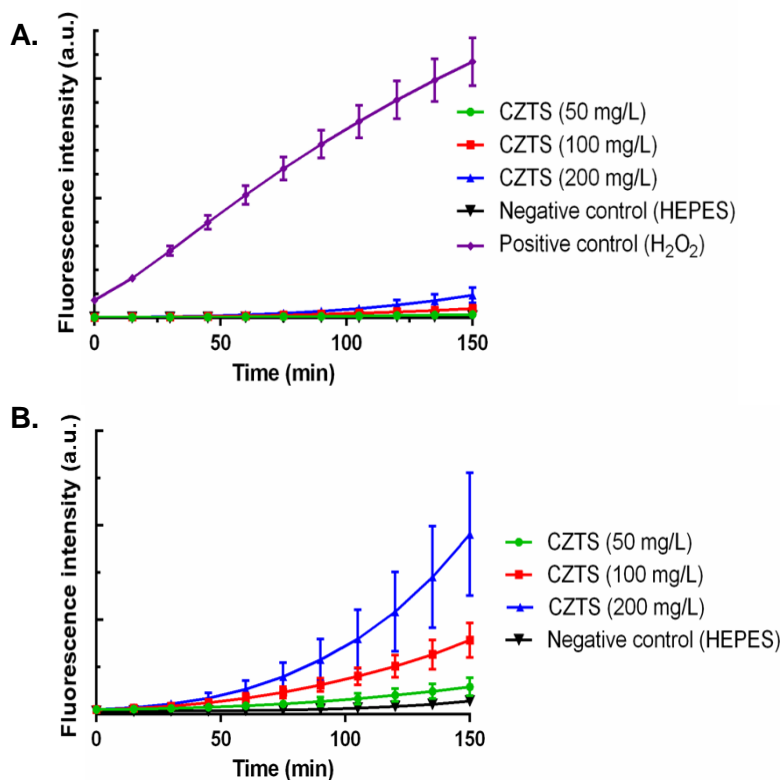 A.
Fluorescence intensity (a.u.)
CZTS (50 mg/L)
CZTS (100 mg/L)
CZTS (200 mg/L)
Negative control (HEPES)
Positive control (H₂O₂)
0 50 100 150
Time (min)
B.
Fluorescence intensity (a.u.)
CZTS (50 mg/L)
CZTS (100 mg/L)
CZTS (200 mg/L)
Negative control (HEPES)
0 50 100 150
Time (min)